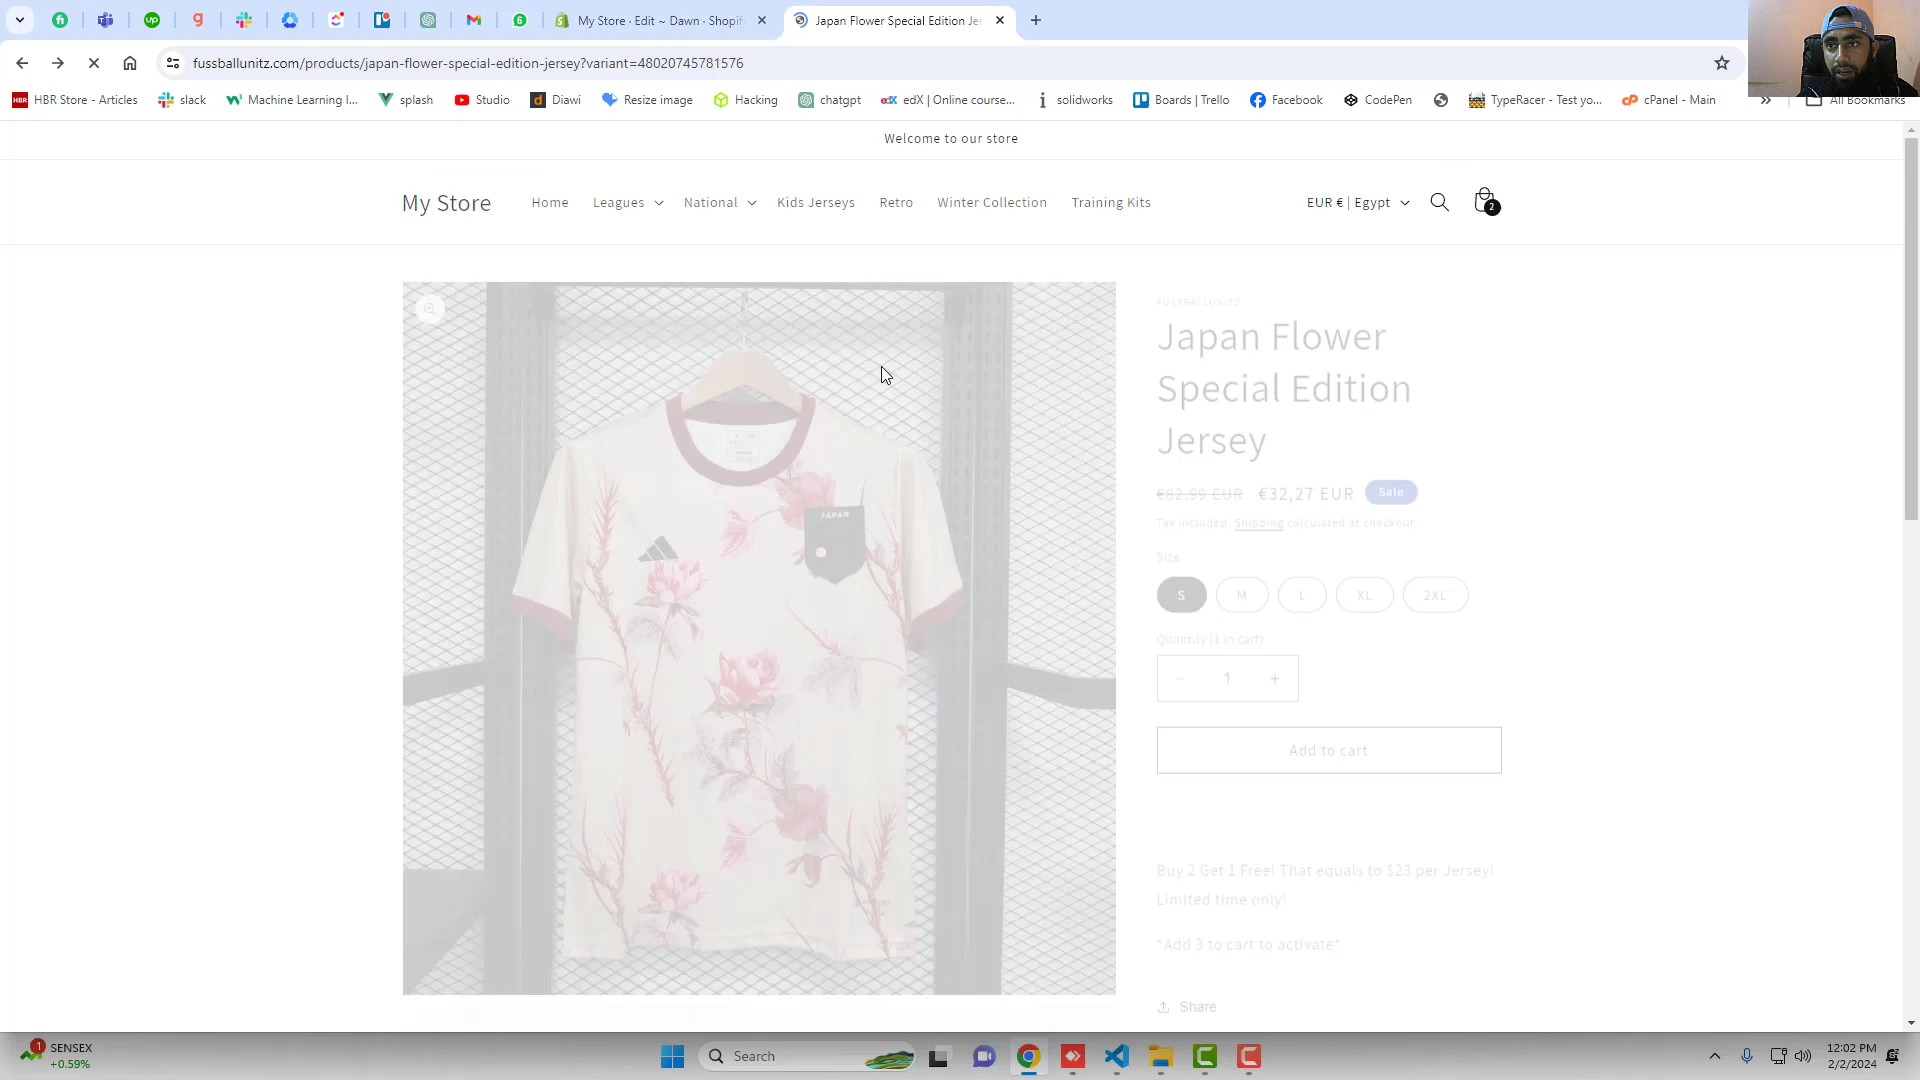 My Store · Edit ~ Dawn · Shopif
Japan Flower Special Edition Je
fussballunitz.com/products/japan-flower-special-edition-jersey?variant=48020745781576
HBR Store - Articles
slack
Machine Learning I...
splash
Studio
Diawi
Resize image
Hacking
chatgpt
edX | Online course...
solidworks
Boards | Trello
Facebook
CodePen
TypeRacer - Test yo...
cPanel - Main
All Bookmarks
Welcome to our store
My Store
Home
Leagues
National
Kids Jerseys
Retro
Winter Collection
Training Kits
EUR € | Egypt
2
FUSSBALLUNITZ
Japan Flower
Special Edition
Jersey
€82,99 EUR €32,27 EUR Sale
Tax included. Shipping calculated at checkout.
Size
S M L XL 2XL
Quantity (1 in cart)
− 1 +
Add to cart
Buy 2 Get 1 Free! That equals to $23 per Jersey!
Limited time only!
*Add 3 to cart to activate*
Share
JAPAN
1
SENSEX
+0.59%
Search
12:02 PM
2/2/2024